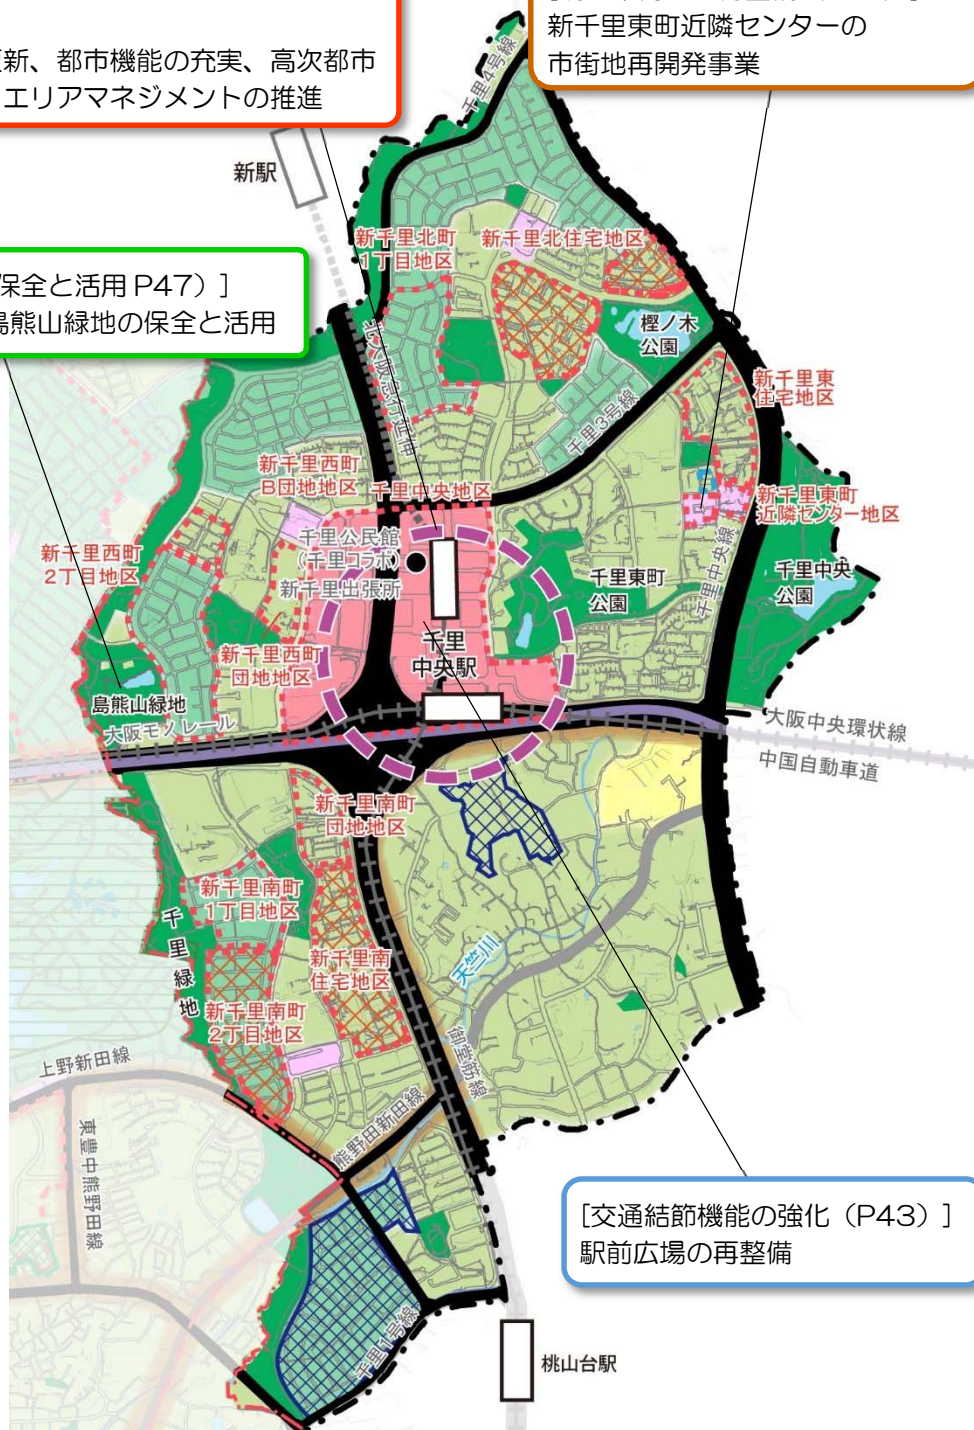 更新、都市機能の充実、高次都市
エリアマネジメントの推進
新千里東町近隣センターの
市街地再開発事業
千里4号線
新駅
新千里北町
1丁目地区
新千里北住宅地区
保全と活用 P47）]
島熊山緑地の保全と活用
樫ノ木
公園
北大阪急行延伸
千里3号線
新千里東
住宅地区
新千里西町
B団地地区
千里中央地区
新千里東町
近隣センター地区
千里公民館
（千里コラボ）
新千里出張所
新千里西町
2丁目地区
千里東町
公園
千里中央線
千里中央
公園
千里
中央駅
新千里西町
団地地区
島熊山緑地
大阪モノレール
大阪中央環状線
中国自動車道
新千里南町
団地地区
新千里南町
1丁目地区
千里緑地
新千里南
住宅地区
天竺川
新千里南町
2丁目地区
御堂筋線
上野新田線
熊野田新田線
東豊中熊野田線
[交通結節機能の強化（P43）]
駅前広場の再整備
千里1号線
桃山台駅